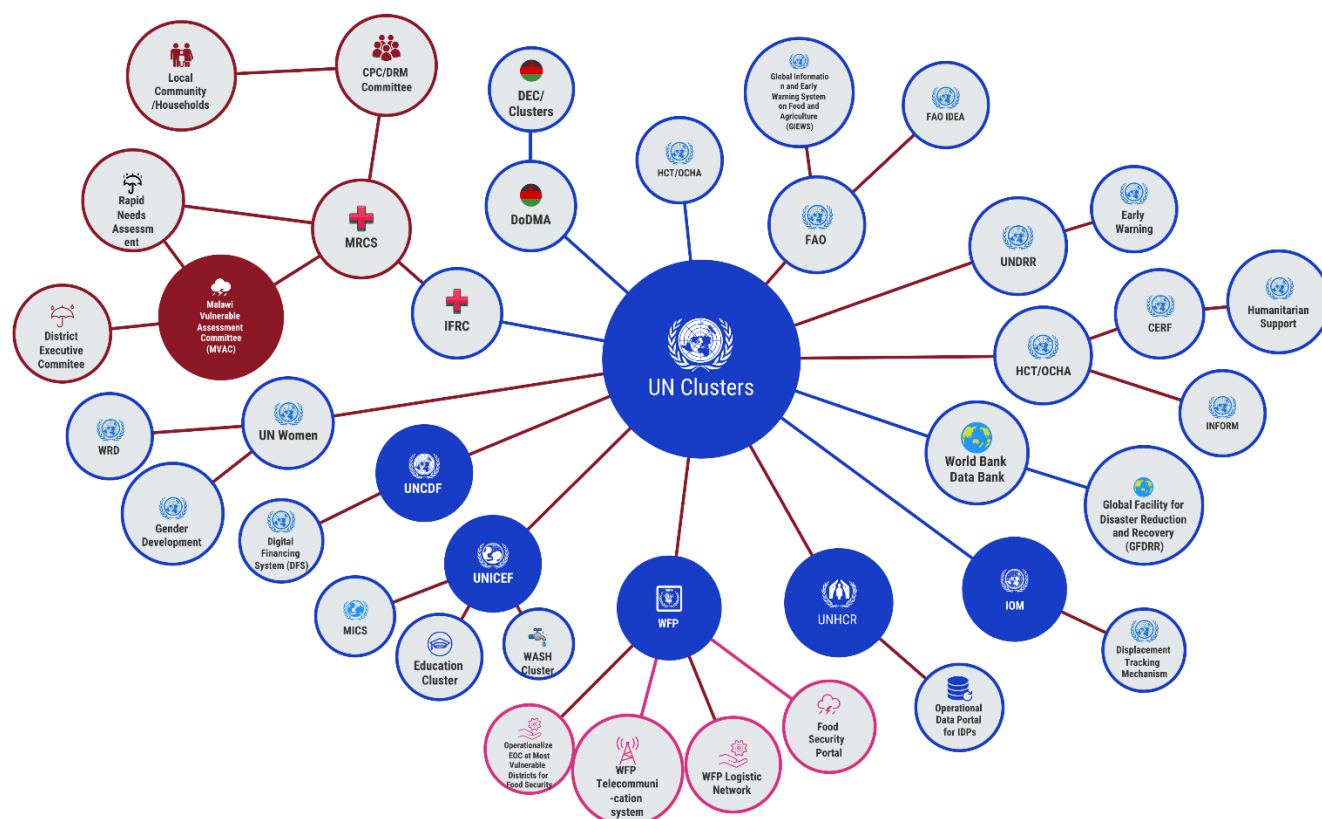 Local
Community
/Households
CPC/DRM
Committee
DEC/
Clusters
Global Informatio
n and Early
Warning System
on Food and
Agriculture
(GIEWS)
FAO IDEA
HCT/OCHA
Rapid
Needs
Assessm
ent
MRCS
DoDMA
FAO
UNDRR
Early
Warning
Malawi
Vulnerable
Assessment
Committee
(MVAC)
District
Executive
Commitee
IFRC
UN Clusters
HCT/OCHA
CERF
Humanitarian
Support
INFORM
WRD
UN Women
UNCDF
World Bank
Data Bank
Global Facility for
Disaster Reduction
and Recovery
(GFDRR)
Gender
Development
Digital
Financing
System (DFS)
UNICEF
MICS
Education
Cluster
WASH
Cluster
WFP
UNHCR
IOM
Displacement
Tracking
Mechanism
Operational
Data Portal
for IDPs
Operationalize
EOC at Most
Vulnerable
Districts for
Food Security
WFP
Telecommuni
-cation
system
WFP Logistic
Network
Food
Security
Portal